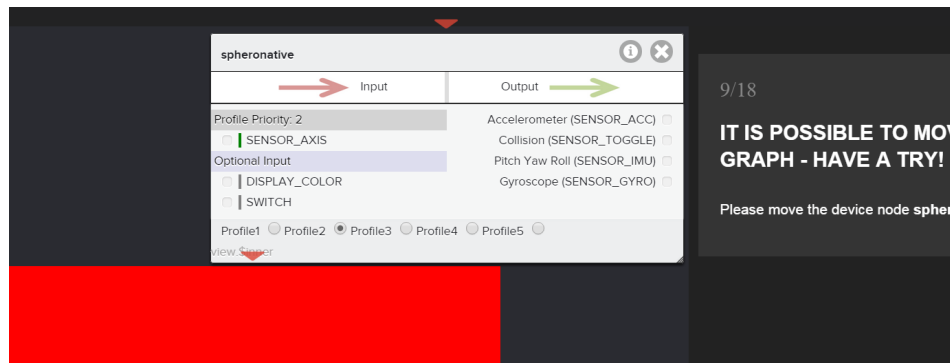 spheronative
Input
Output
Profile Priority: 2
SENSOR_AXIS
Optional Input
DISPLAY_COLOR
SWITCH
Accelerometer (SENSOR_ACC)
Collision (SENSOR_TOGGLE)
Pitch Yaw Roll (SENSOR_IMU)
Gyroscope (SENSOR_GYRO)
Profile1 Profile2 Profile3 Profile4 Profile5
9/18
IT IS POSSIBLE TO MOV
GRAPH - HAVE A TRY!
Please move the device node spher